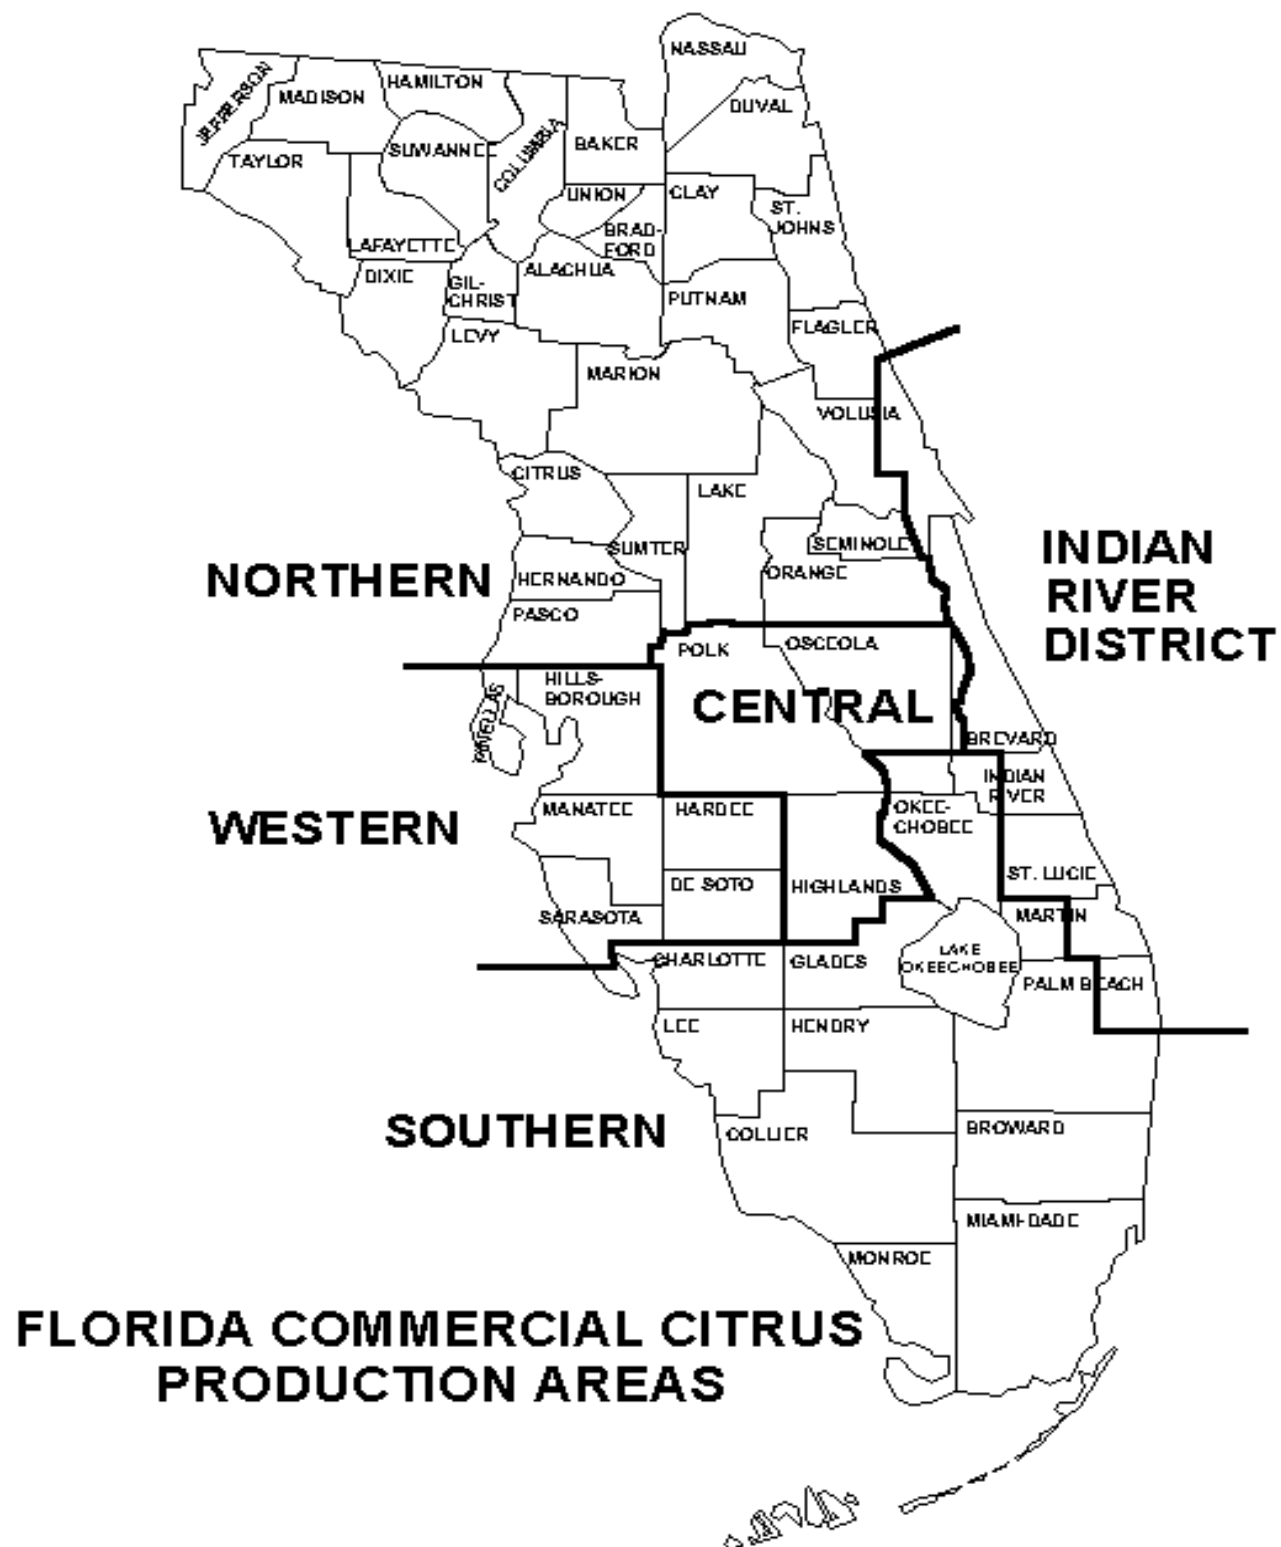 NASSAU
JEFFERSON
MADISON
HAMILTON
DUVAL
COLUMBIA
BAKER
SUWANNEE
TAYLOR
UNION
CLAY
ST.
JOHNS
BRAD-
FORD
LAFAYETTE
DIXIE
ALACHUA
GIL-
CHRIST
PUTNAM
FLAGLER
LEVY
MARION
VOLUSIA
CITRUS
LAKE
SUMTER
SEMINOLE
ORANGE
HERNANDO
PASCO
NORTHERN
INDIAN
RIVER
DISTRICT
POLK
OSCEOLA
HILLS-
BOROUGH
PINELLAS
CENTRAL
BREVARD
INDIAN
RIVER
WESTERN
MANATEE
HARDEE
OKEE-
CHOBEE
DE SOTO
HIGHLANDS
ST. LUCIE
SARASOTA
MARTIN
CHARLOTTE
GLADES
LAKE
OKEECHOBEE
PALM BEACH
LEE
HENDRY
SOUTHERN
COLLIER
BROWARD
MIAMI-DADE
MONROE
FLORIDA COMMERCIAL CITRUS
PRODUCTION AREAS